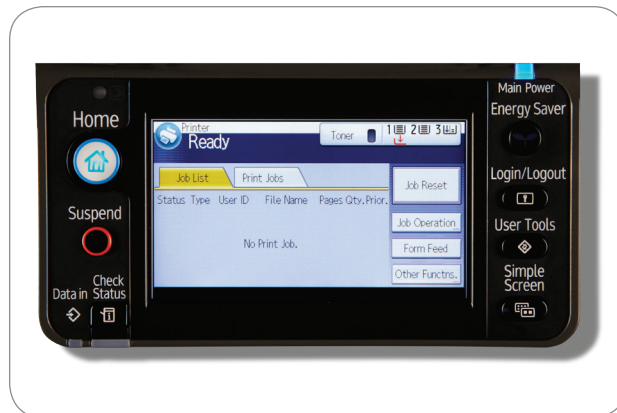 Main Power
Energy Saver
Home
Login/Logout
Suspend
User Tools
Check
Data in Status
Simple
Screen
Printer
Ready
Toner
1 2 3
Job List
Print Jobs
Job Reset
Status Type User ID File Name Pages Qty. Prior.
Job Operation
No Print Job.
Form Feed
Other Functns.